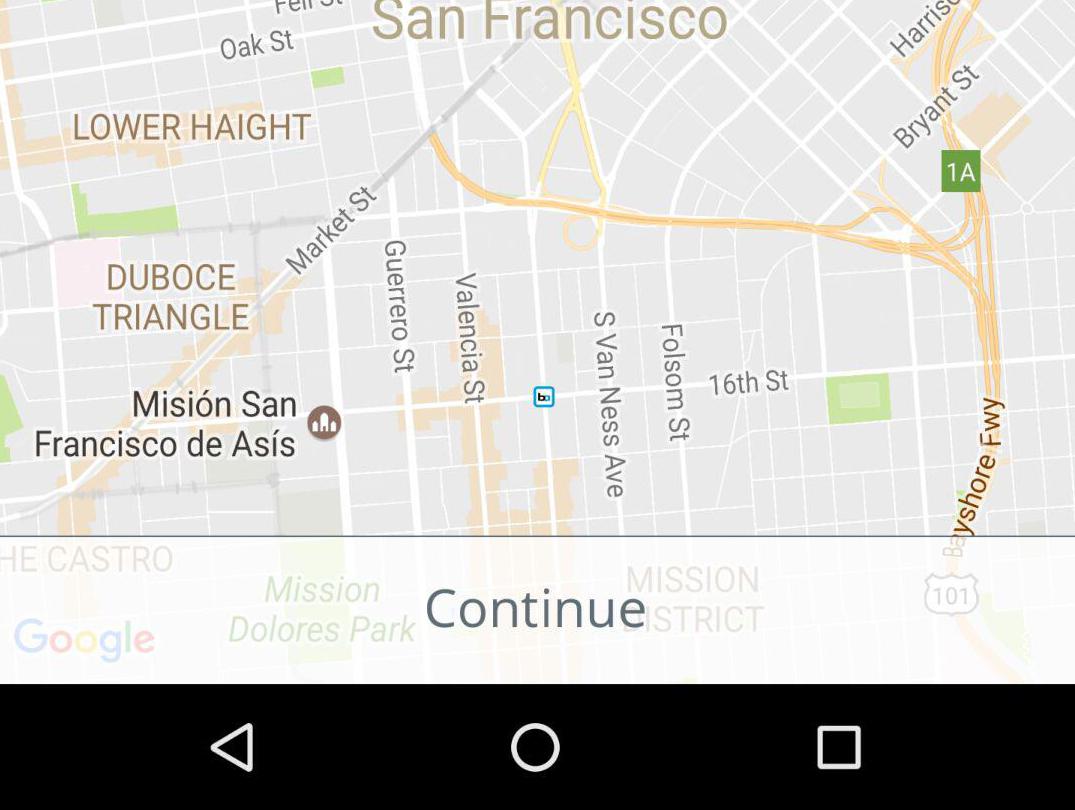 Fell St
San Francisco
Harriso
Oak St
LOWER HAIGHT
Bryant St
1A
Market St
DUBOCE
TRIANGLE
Guerrero St
Valencia St
S Van Ness Ave
Folsom St
16th St
ba
Misión San
Francisco de Asís
Bayshore Fwy
HE CASTRO
Mission
Dolores Park
MISSION
DISTRICT
Continue
101
Google